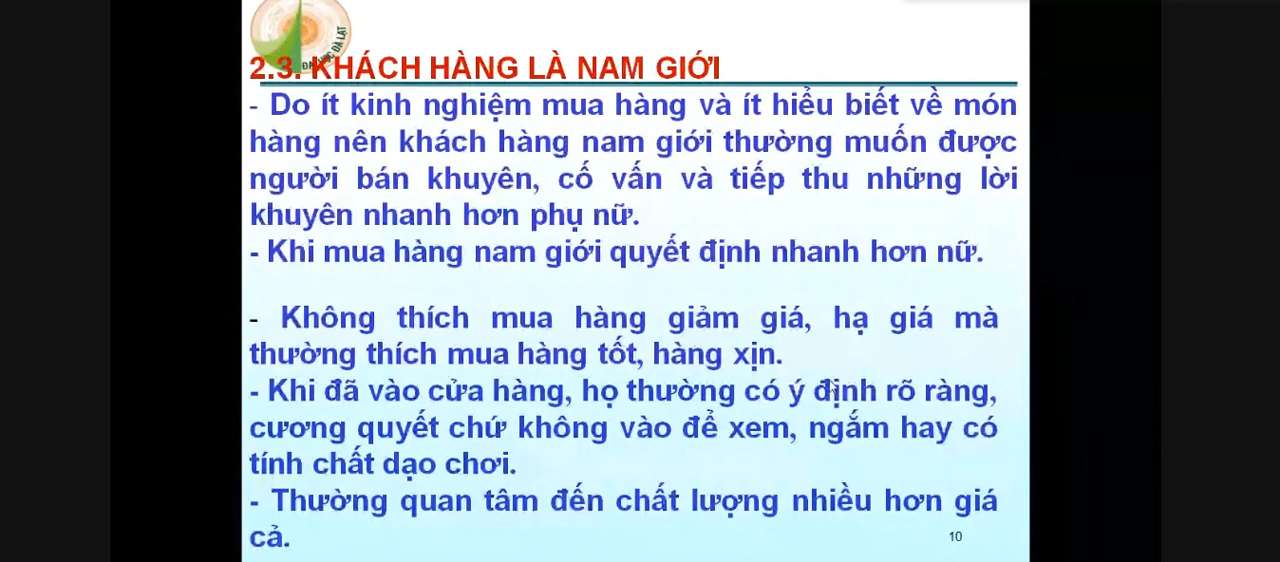 ĐẠI HỌC ĐÀ LẠT
2.3. KHÁCH HÀNG LÀ NAM GIỚI
- Do ít kinh nghiệm mua hàng và ít hiểu biết về món
hàng nên khách hàng nam giới thường muốn được
người bán khuyên, cố vấn và tiếp thu những lời
khuyên nhanh hơn phụ nữ.
- Khi mua hàng nam giới quyết định nhanh hơn nữ.
- Không thích mua hàng giảm giá, hạ giá mà
thường thích mua hàng tốt, hàng xịn.
- Khi đã vào cửa hàng, họ thường có ý định rõ ràng,
cương quyết chứ không vào để xem, ngắm hay có
tính chất dạo chơi.
- Thường quan tâm đến chất lượng nhiều hơn giá
cả.
10